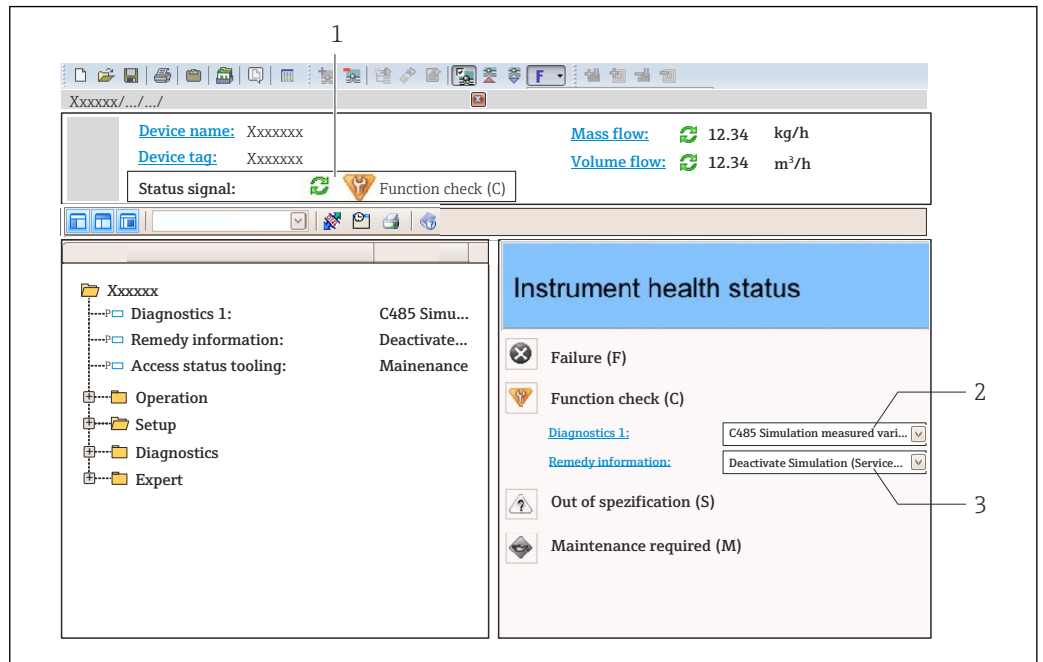 1
F
Xxxxxx/.../.../
Device name: Xxxxxxx
Mass flow: 12.34 kg/h
Device tag: Xxxxxxx
Volume flow: 12.34 m³/h
Status signal: Function check (C)
Xxxxxx
Diagnostics 1: C485 Simu...
Remedy information: Deactivate...
Access status tooling: Mainenance
Operation
Setup
Diagnostics
Expert
Instrument health status
Failure (F)
Function check (C)
2
Diagnostics 1: C485 Simulation measured vari...
Remedy information: Deactivate Simulation (Service...
Out of spezification (S)
3
Maintenance required (M)